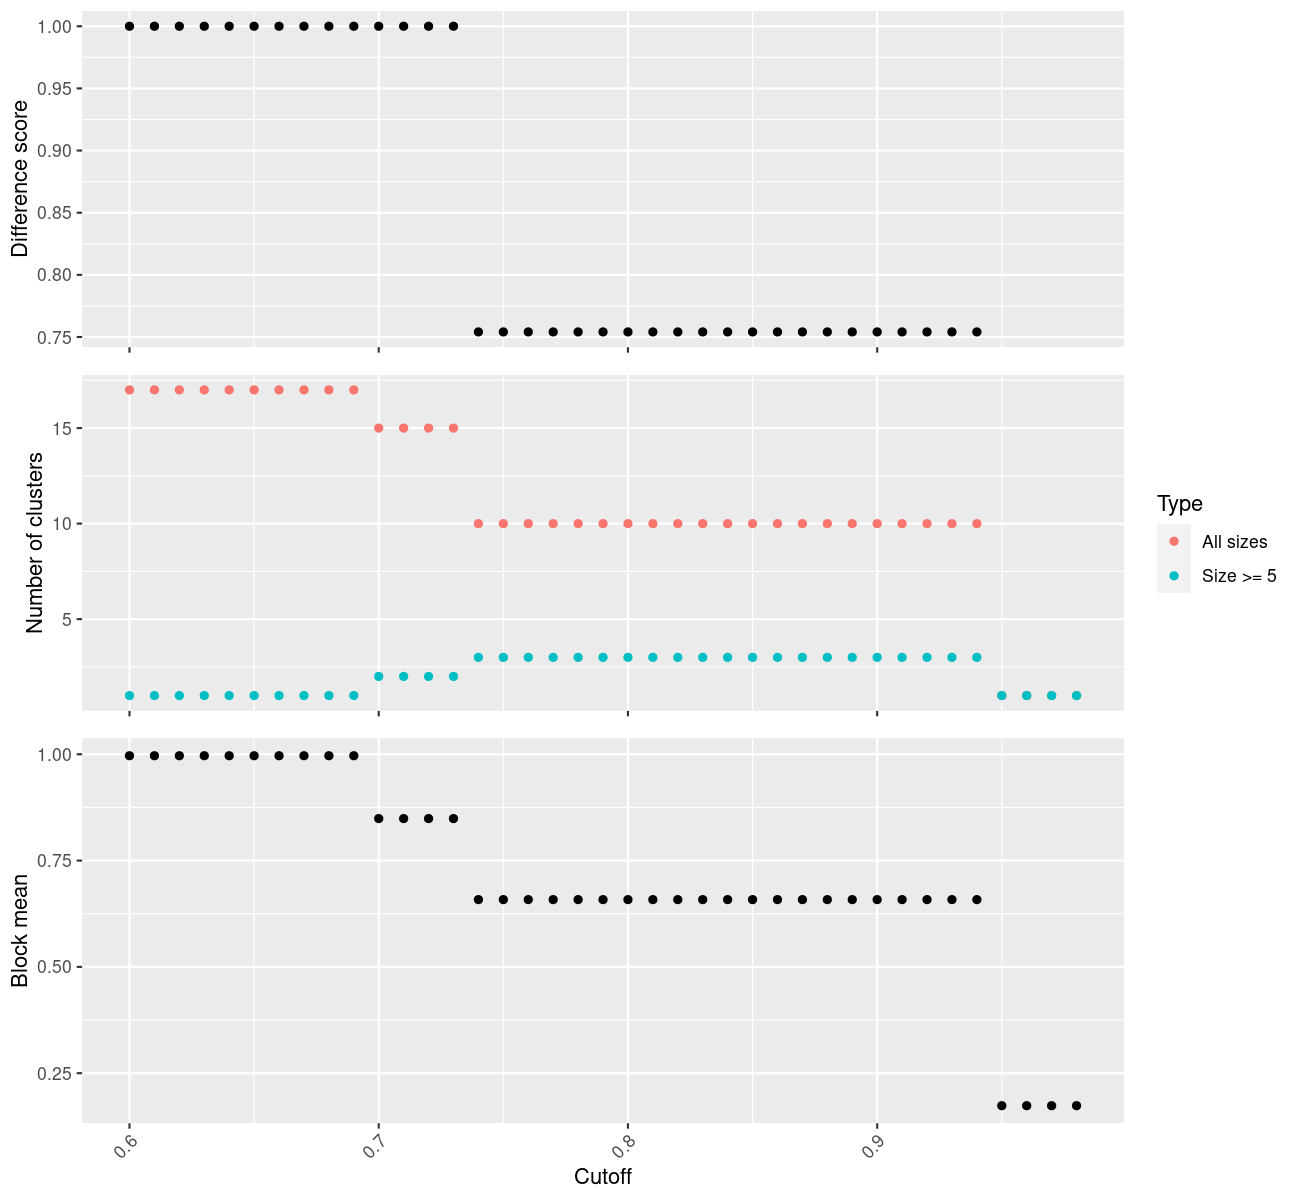 Difference score
1.00
0.95
0.90
0.85
0.80
0.75
Number of clusters
15
10
5
Type
All sizes
Size >= 5
Block mean
1.00
0.75
0.50
0.25
0.6 0.7 0.8 0.9
Cutoff